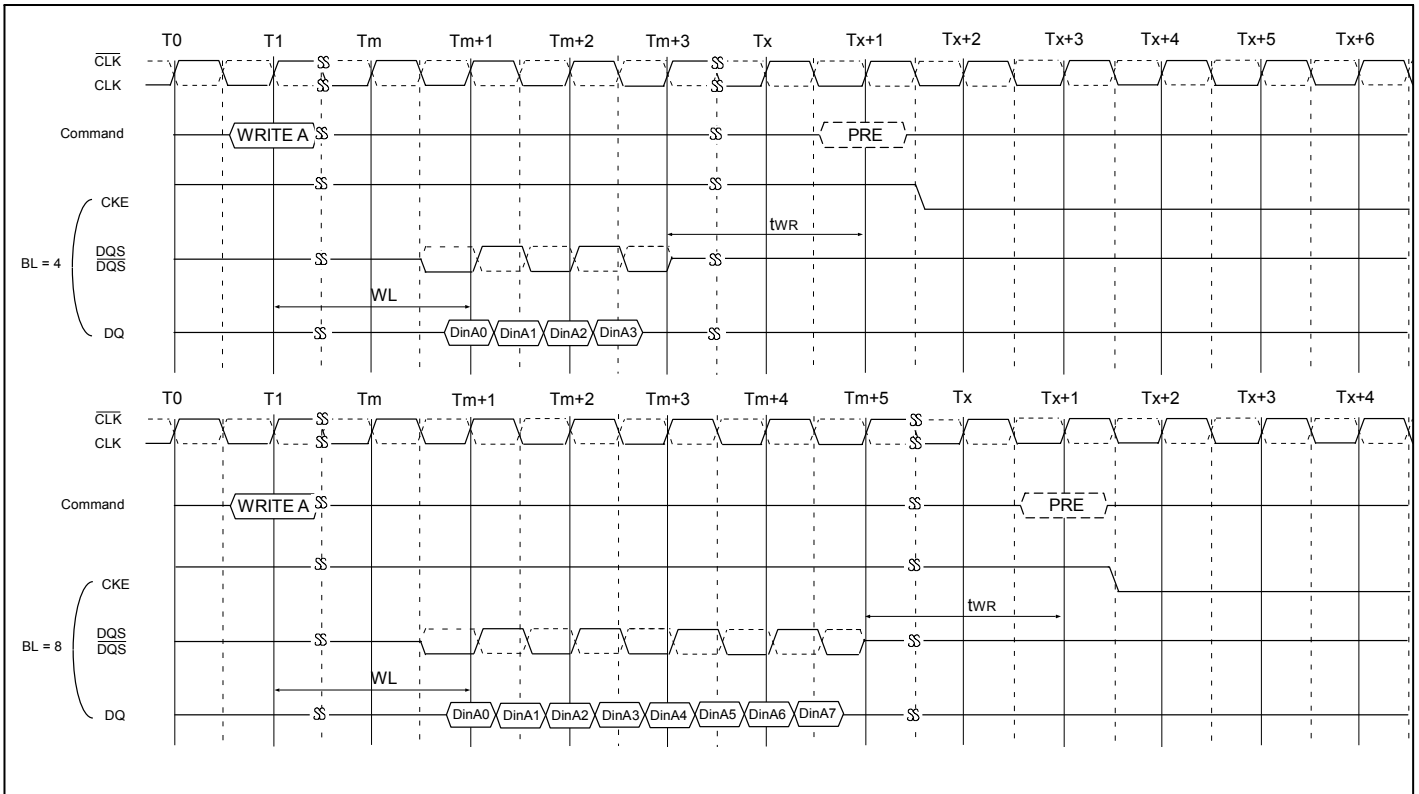 T0 T1 Tm Tm+1 Tm+2 Tm+3 Tx Tx+1 Tx+2 Tx+3 Tx+4 Tx+5 Tx+6
CLK
CLK
Command WRITE A PRE
CKE
tWR
DQS
BL = 4
DQS
WL
DQ DinA0 DinA1 DinA2 DinA3
T0 T1 Tm Tm+1 Tm+2 Tm+3 Tm+4 Tm+5 Tx Tx+1 Tx+2 Tx+3 Tx+4
CLK
CLK
Command WRITE A PRE
CKE
tWR
DQS
BL = 8
DQS
WL
DQ DinA0 DinA1 DinA2 DinA3 DinA4 DinA5 DinA6 DinA7